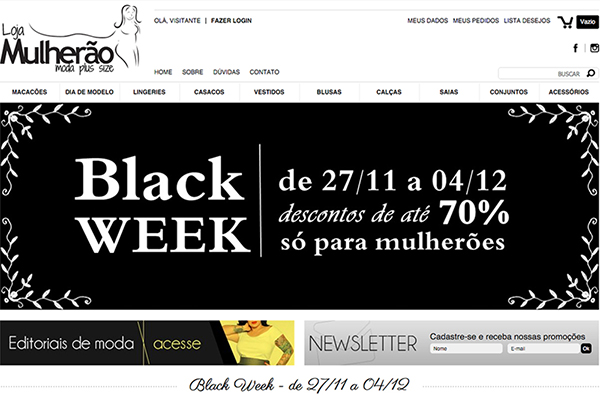 Loja
Mulherão
moda plus size
OLÁ, VISITANTE | FAZER LOGIN
MEUS DADOS MEUS PEDIDOS LISTA DESEJOS Vazio
f
HOME SOBRE DÚVIDAS CONTATO
BUSCAR
MACACÕES DIA DE MODELO LINGERIES CASACOS VESTIDOS BLUSAS CALÇAS SAIAS CONJUNTOS ACESSÓRIOS
Black
WEEK
de 27/11 a 04/12
descontos de até 70%
só para mulherões
Editoriais de moda acesse
NEWSLETTER
Cadastre-se e receba nossas promoções
Nome E-mail Ok
Black Week - de 27/11 a 04/12